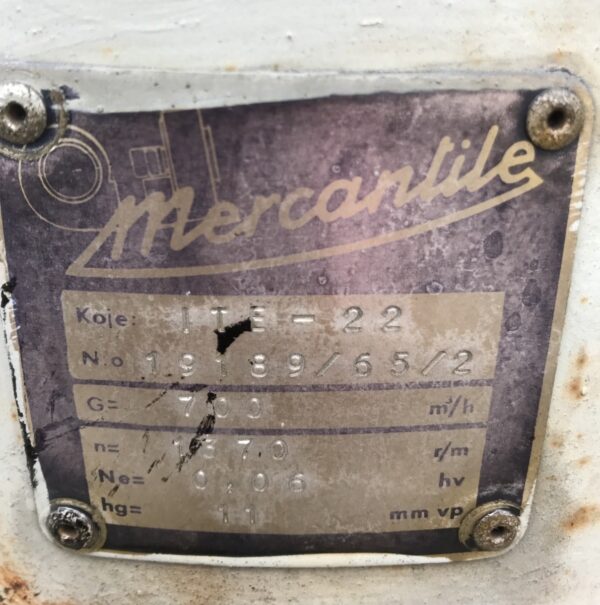 Mercantile
Koje: ITE-22
N.o 19189/65/2
G= 700 m³/h
n= 1370 r/m
Ne= 0,06 hv
hg= 11 mm vp